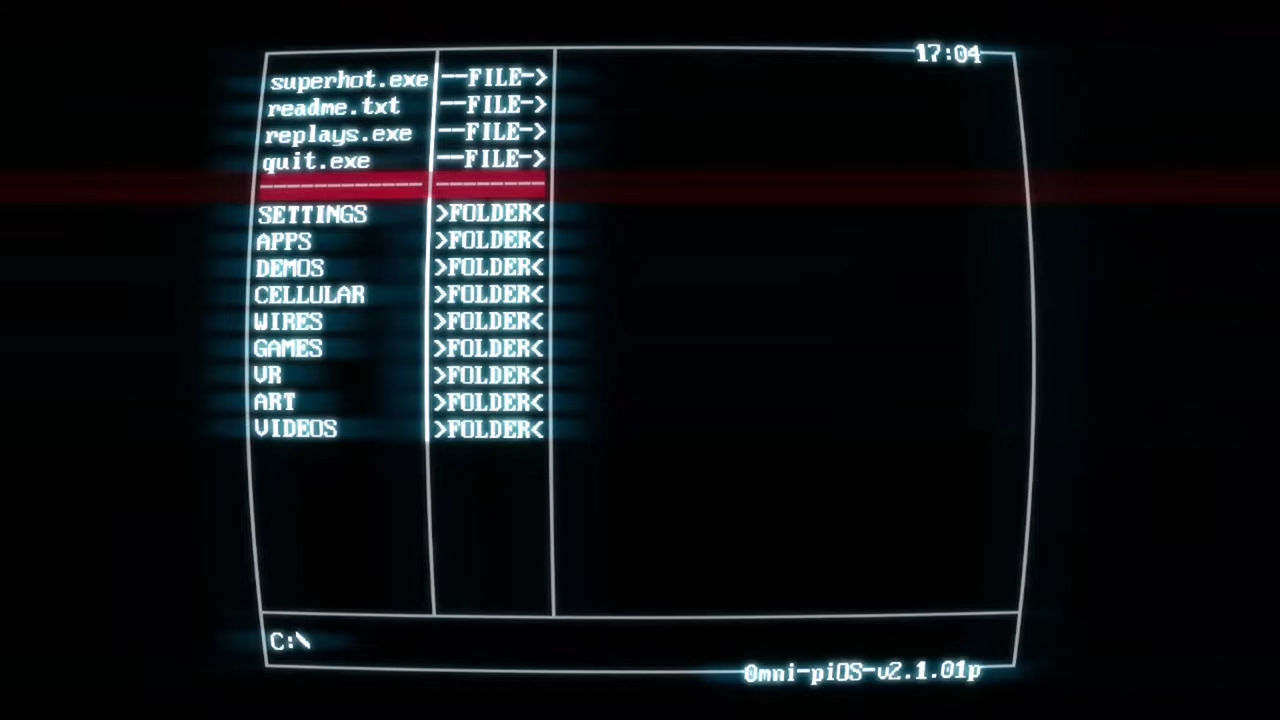 17:04
superhot.exe --FILE->
readme.txt --FILE->
replays.exe --FILE->
quit.exe --FILE->
------------ --------
SETTINGS >FOLDER<
APPS >FOLDER<
DEMOS >FOLDER<
CELLULAR >FOLDER<
WIRES >FOLDER<
GAMES >FOLDER<
VR >FOLDER<
ART >FOLDER<
VIDEOS >FOLDER<
C:\
0mni-piOS-v2.1.01p